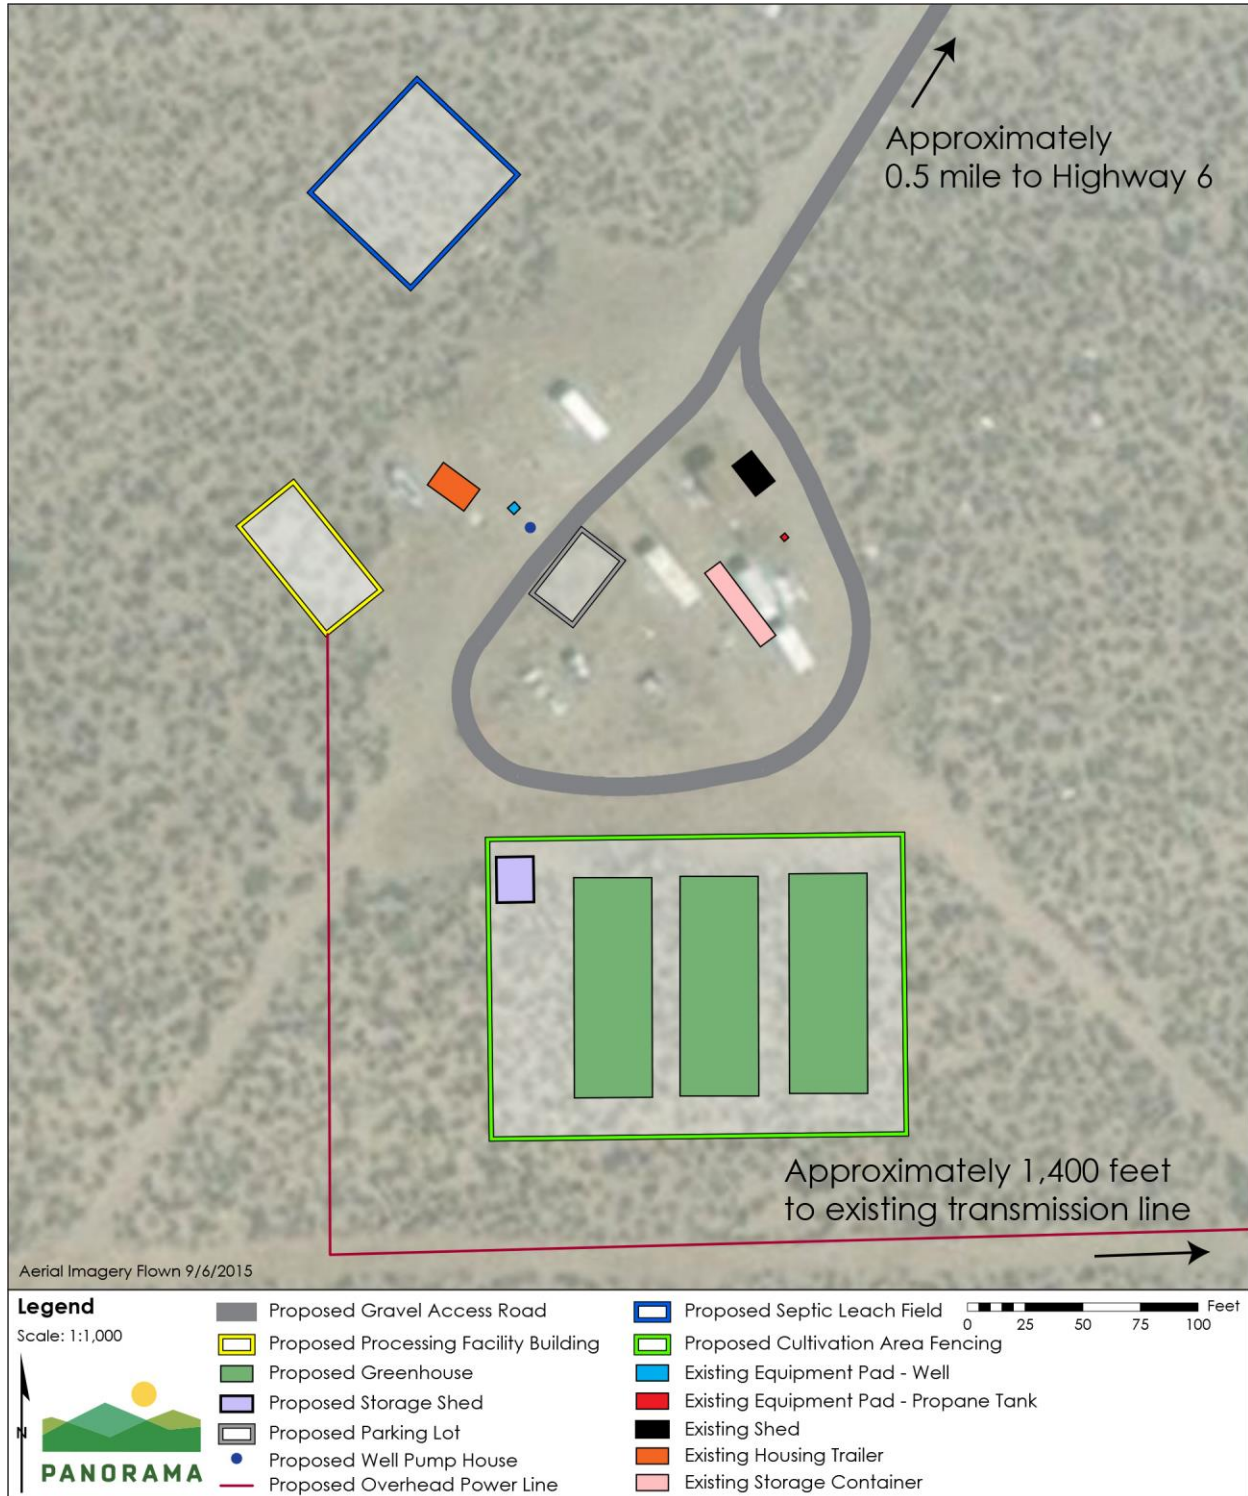 Approximately
0.5 mile to Highway 6
Approximately 1,400 feet
to existing transmission line
Aerial Imagery Flown 9/6/2015
Legend
Scale: 1:1,000
N
PANORAMA
Proposed Gravel Access Road
Proposed Processing Facility Building
Proposed Greenhouse
Proposed Storage Shed
Proposed Parking Lot
Proposed Well Pump House
Proposed Overhead Power Line
Proposed Septic Leach Field
Proposed Cultivation Area Fencing
Existing Equipment Pad - Well
Existing Equipment Pad - Propane Tank
Existing Shed
Existing Housing Trailer
Existing Storage Container
Feet
0 25 50 75 100